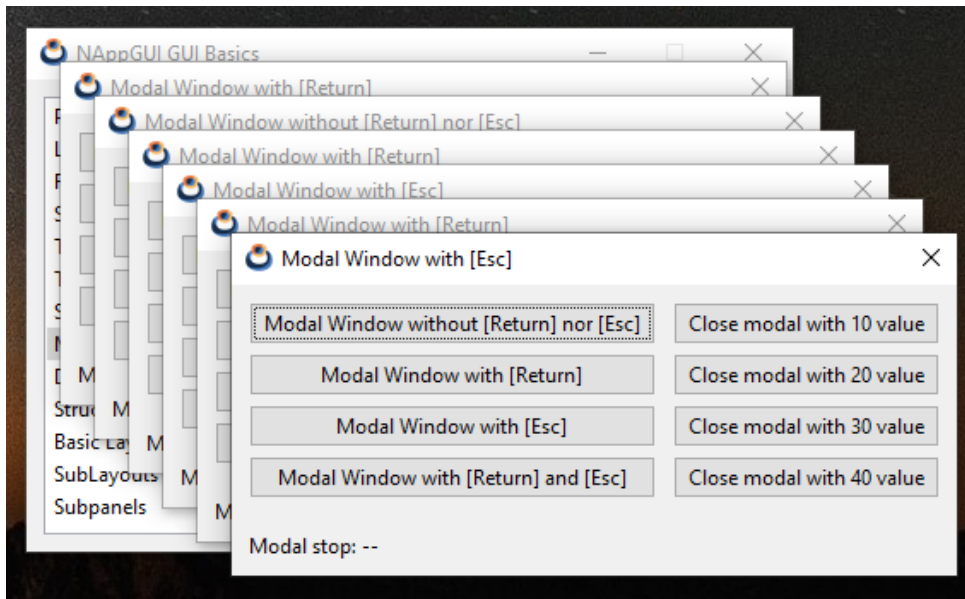 NAppGUI GUI Basics
Modal Window with [Return]
Modal Window without [Return] nor [Esc]
Modal Window with [Return]
Modal Window with [Esc]
Modal Window with [Return]
Modal Window with [Esc]
Modal Window without [Return] nor [Esc]
Close modal with 10 value
Modal Window with [Return]
Close modal with 20 value
Modal Window with [Esc]
Close modal with 30 value
Modal Window with [Return] and [Esc]
Close modal with 40 value
Modal stop: --
SubLayouts
Subpanels